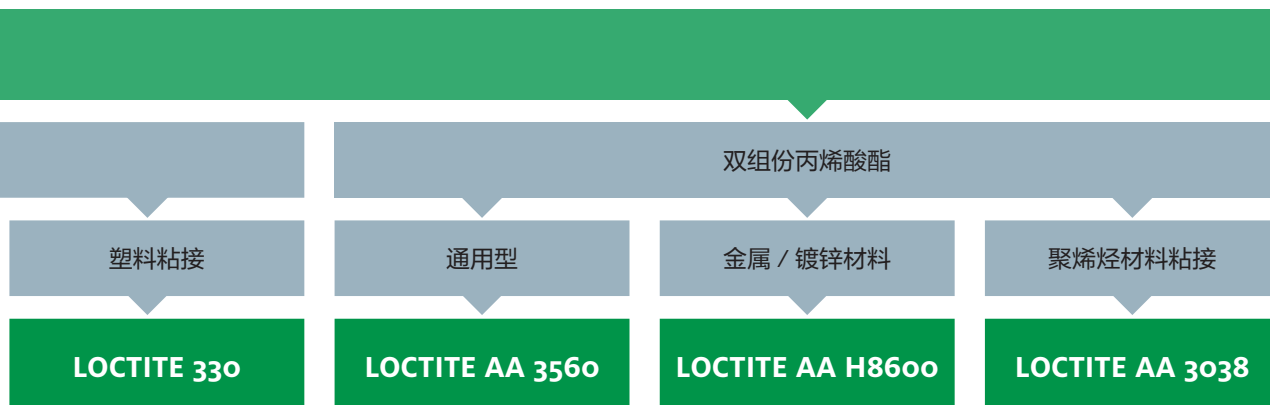 双组份丙烯酸酯
塑料粘接
通用型
金属 / 镀锌材料
聚烯烃材料粘接
LOCTITE 330
LOCTITE AA 3560
LOCTITE AA H8600
LOCTITE AA 3038